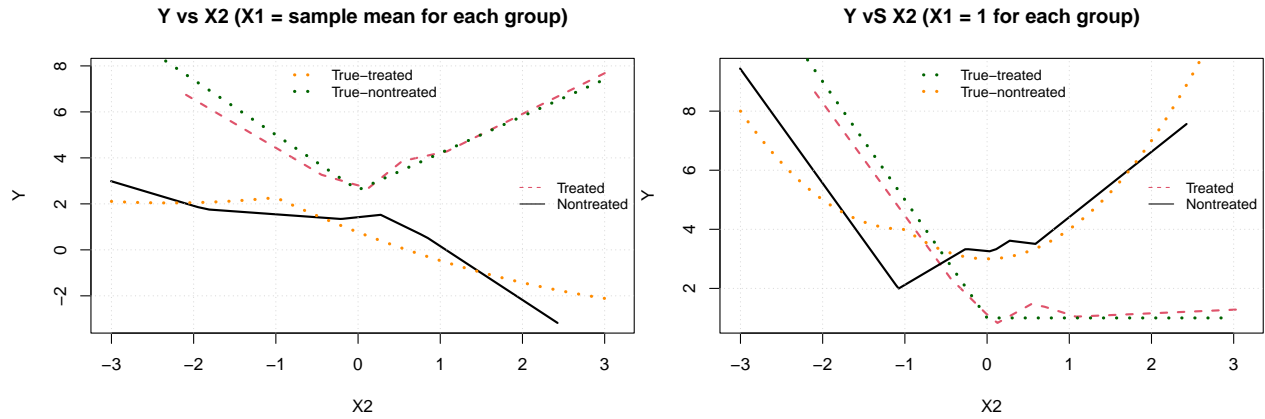 Y vs X2 (X1 = sample mean for each group)
True−treated
True−nontreated
Treated
Nontreated
8
6
4
2
0
−2
Y
−3 −2 −1 0 1 2 3
X2
Y vS X2 (X1 = 1 for each group)
True−treated
True−nontreated
Treated
Nontreated
8
6
4
2
Y
−3 −2 −1 0 1 2 3
X2